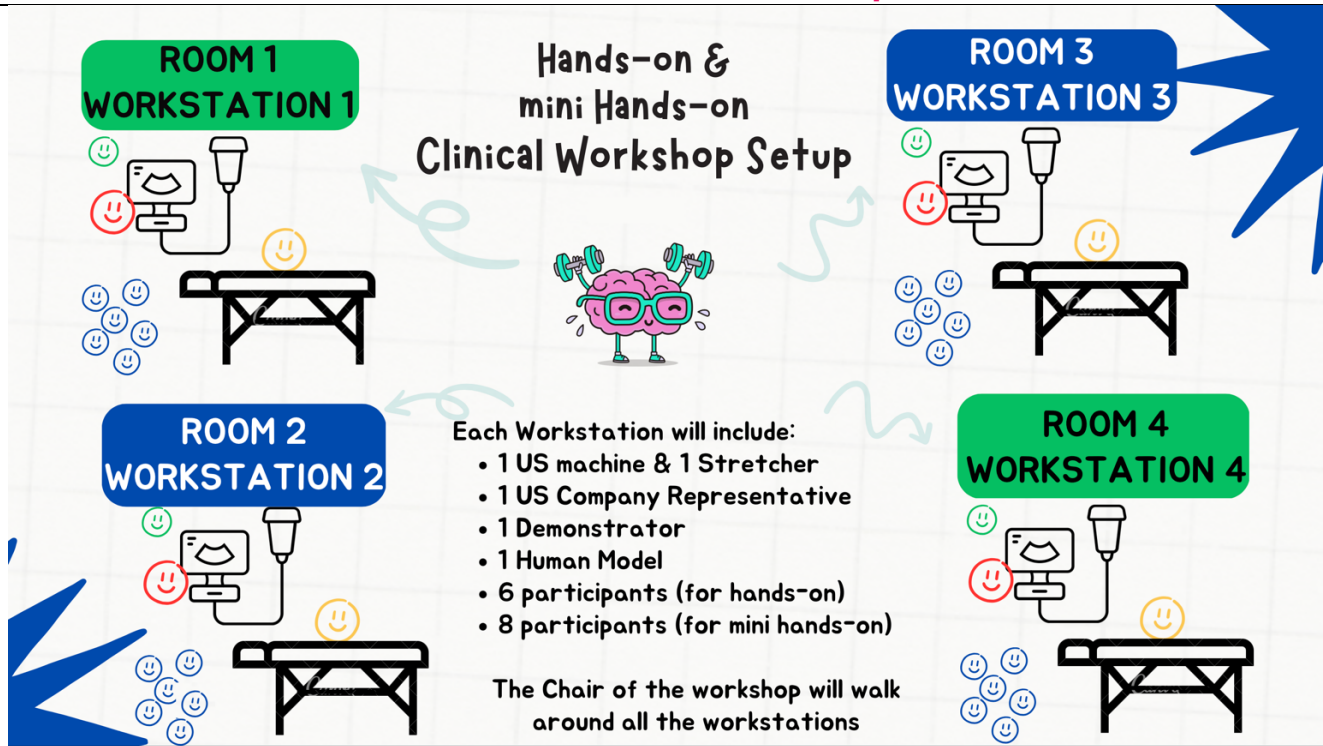 Hands-on &
mini Hands-on
Clinical Workshop Setup
ROOM 1
WORKSTATION 1
ROOM 3
WORKSTATION 3
ROOM 2
WORKSTATION 2
ROOM 4
WORKSTATION 4
Each Workstation will include:
• 1 US machine & 1 Stretcher
• 1 US Company Representative
• 1 Demonstrator
• 1 Human Model
• 6 participants (for hands-on)
• 8 participants (for mini hands-on)
The Chair of the workshop will walk
around all the workstations